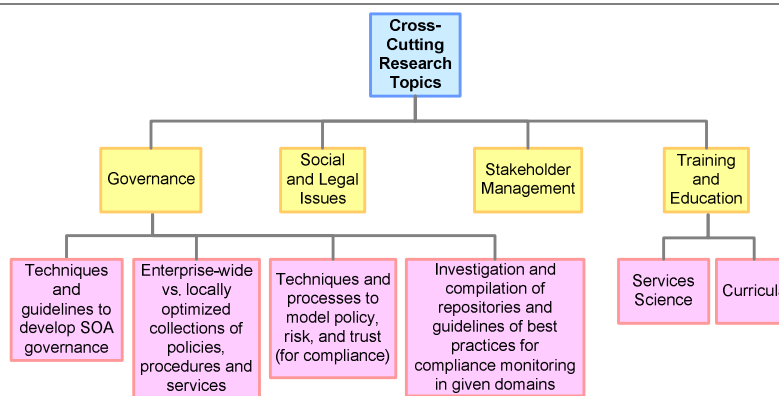 Cross-
Cutting
Research
Topics
Governance
Social
and Legal
Issues
Stakeholder
Management
Training
and
Education
Techniques
and
guidelines to
develop SOA
governance
Enterprise-wide
vs. locally
optimized
collections of
policies,
procedures and
services
Techniques and
processes to
model policy,
risk, and trust
(for compliance)
Investigation and
compilation of
repositories and
guidelines of best
practices for
compliance monitoring
in given domains
Services
Science
Curricul